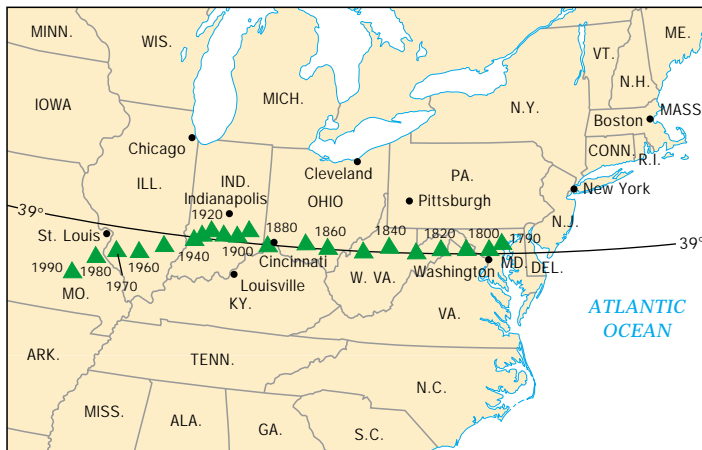 MINN.
WIS.
ME.
VT.
N.H.
IOWA
MICH.
N.Y.
MASS
Boston
Chicago
CONN.
R.I.
Cleveland
PA.
ILL.
IND.
Indianapolis
OHIO
Pittsburgh
New York
N.J.
39°
1920
1880
1860
1840
1820
1800
1790
St. Louis
1900
39°
1940
Cincinnati
MD.
DEL.
1990
1980
1960
Washington
1970
W. VA.
MO.
Louisville
KY.
VA.
ATLANTIC
OCEAN
ARK.
TENN.
N.C.
MISS.
ALA.
GA.
S.C.